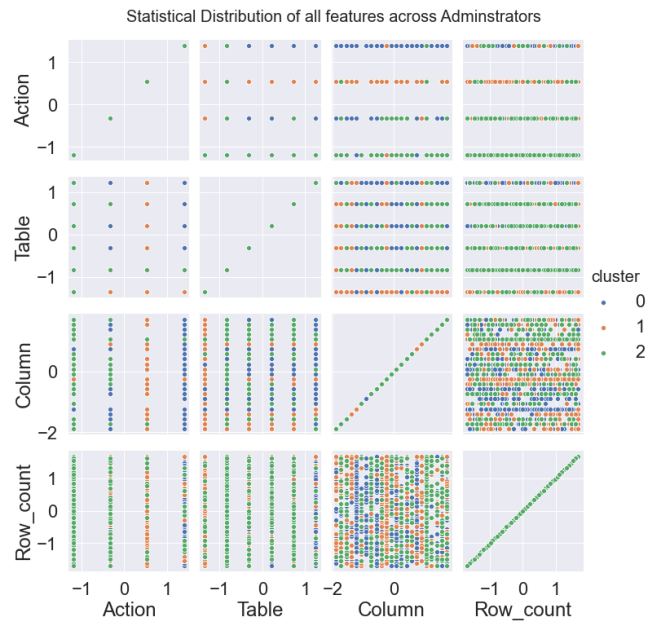 Statistical Distribution of all features across Adminstrators
Action
1
0
−1
Table
1
0
−1
Column
0
−2
Row_count
1
0
−1
−1 0 1
Action
−1 0 1
Table
−2 0
Column
−1 0 1
Row_count
cluster
0
1
2